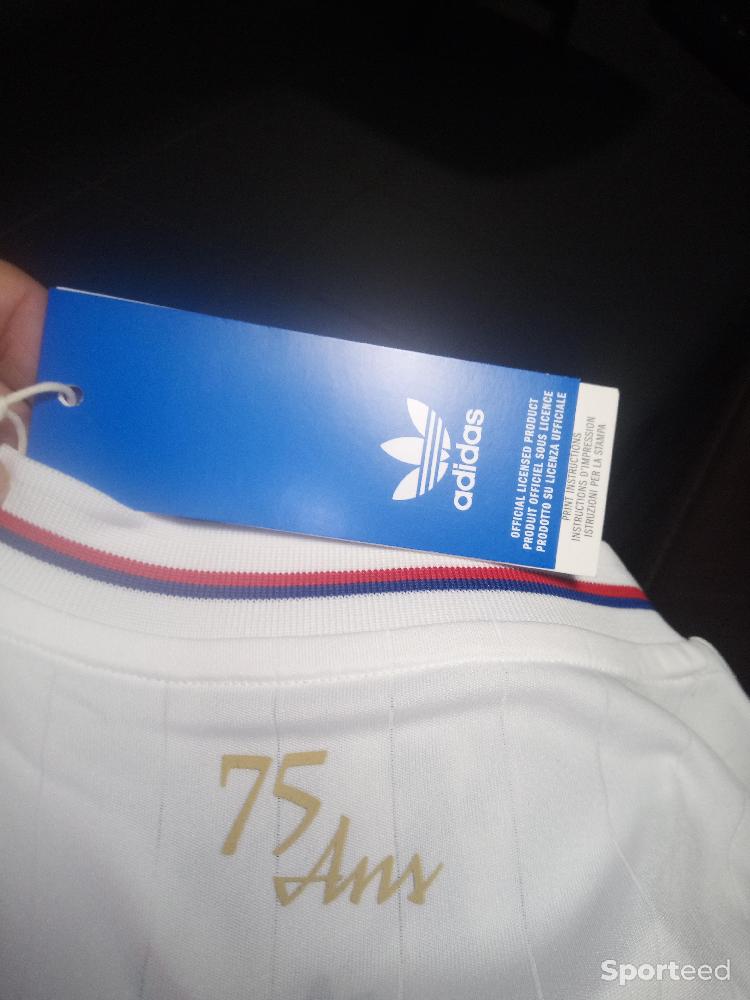 adidas
OFFICIAL LICENSED PRODUCT
PRODUIT OFFICIEL SOUS LICENCE
PRODOTTO SU LICENZA UFFICIALE
PRINT INSTRUCTIONS
INSTRUCTIONS D'IMPRESSION
ISTRUZIONI PER LA STAMPA
75
Ans
Sporteed